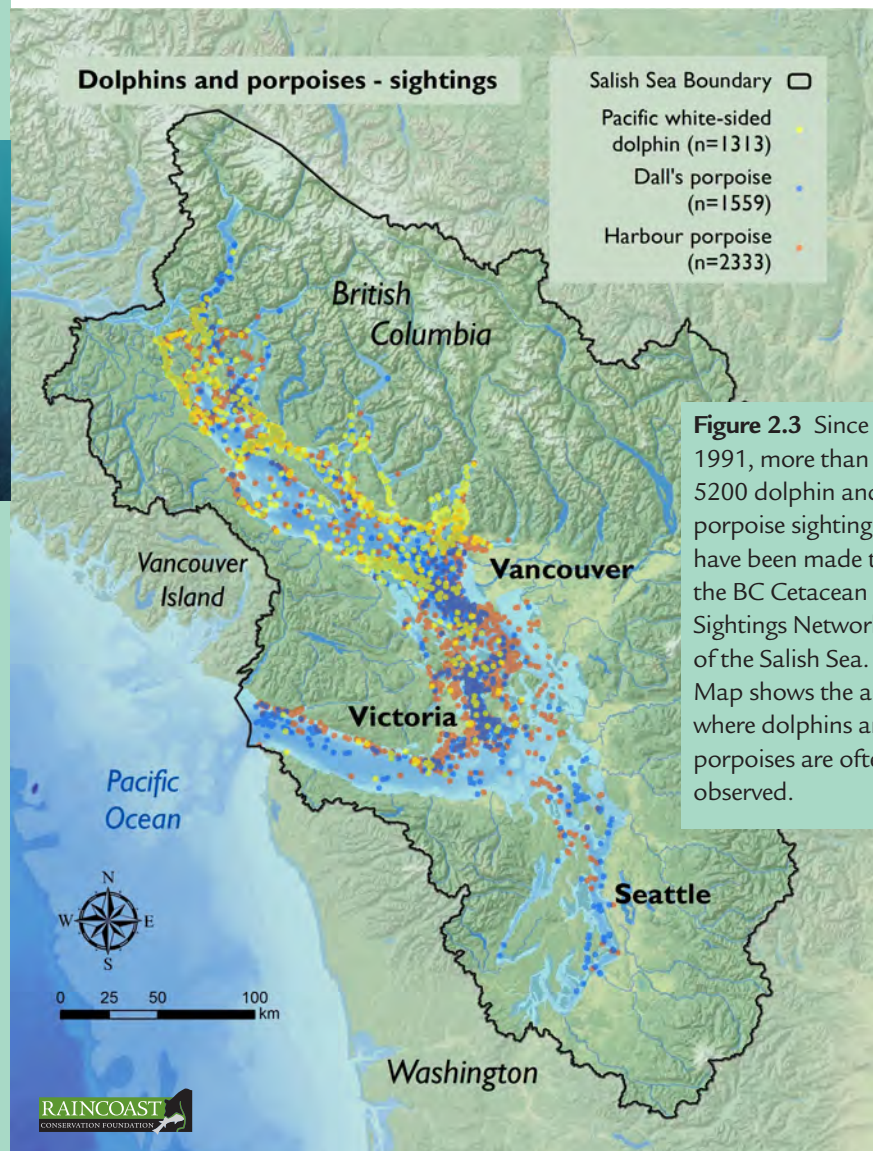 Dolphins and porpoises - sightings
Salish Sea Boundary
Pacific white-sided
dolphin (n=1313)
Dall's porpoise
(n=1559)
Harbour porpoise
(n=2333)
British
Columbia
Figure 2.3 Since
1991, more than
5200 dolphin and
porpoise sighting
have been made t
the BC Cetacean
Sightings Networ
of the Salish Sea.
Map shows the a
where dolphins a
porpoises are ofte
observed.
Vancouver
Island
Vancouver
Victoria
Pacific
Ocean
Seattle
N
W
E
S
0 25 50 100
km
Washington
RAINCOAST
CONSERVATION FOUNDATION